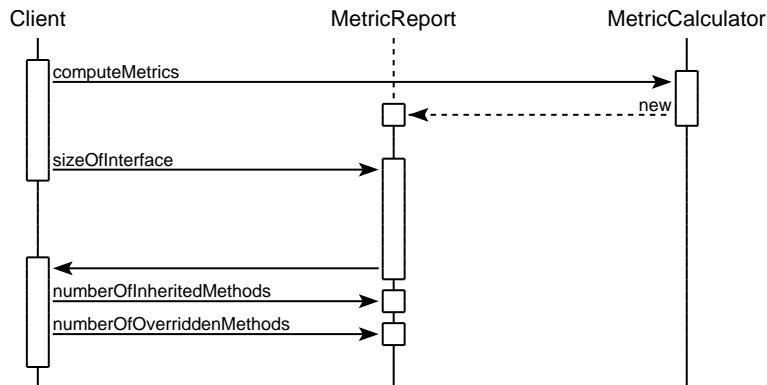 Client
MetricReport
MetricCalculator
computeMetrics
new
sizeOfInterface
numberOfInheritedMethods
numberOfOverriddenMethods